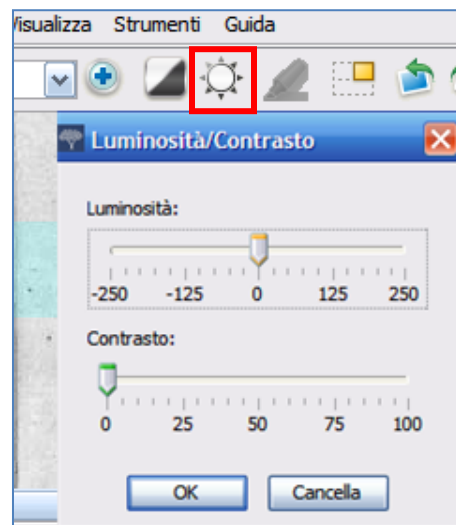 Visualizza Strumenti Guida
Luminosità/Contrasto
Luminosità:
-250 -125 0 125 250
Contrasto:
0 25 50 75 100
OK Cancella